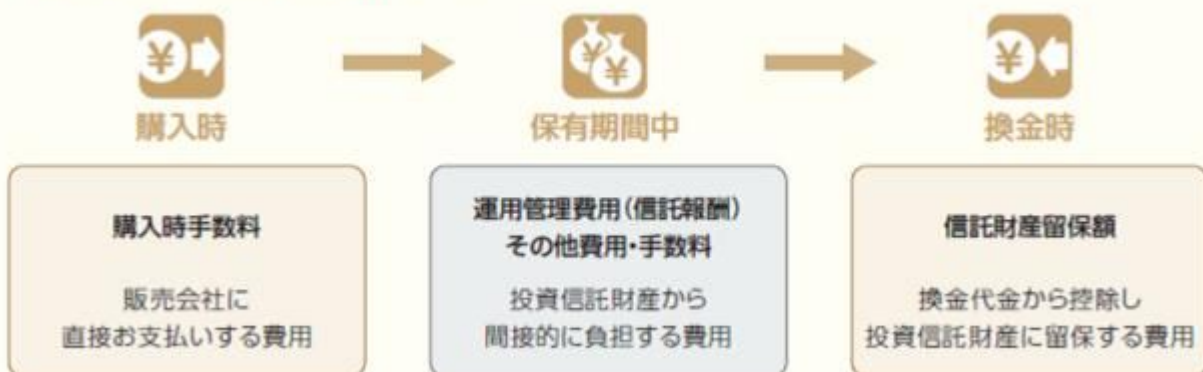 購入時
保有期間中
換金時
購入時手数料
販売会社に
直接お支払いする費用
運用管理費用(信託報酬)
その他費用・手数料
投資信託財産から
間接的に負担する費用
信託財産留保額
換金代金から控除し
投資信託財産に留保する費用